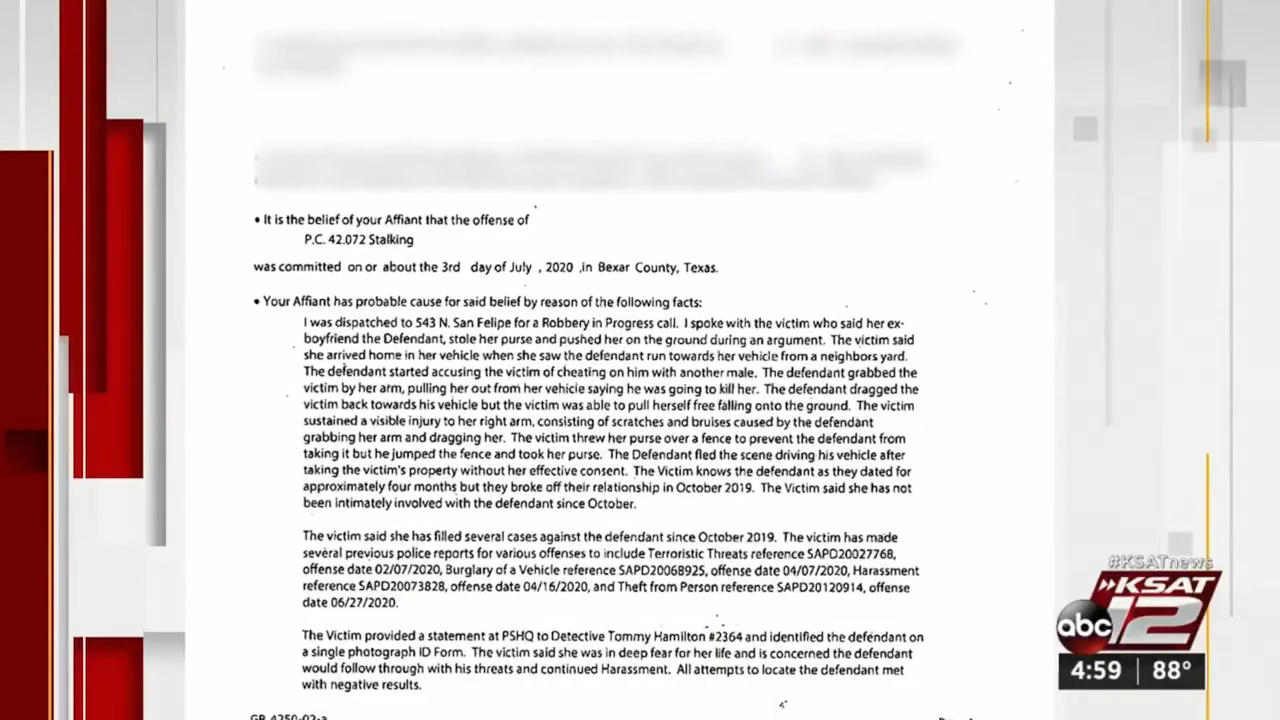 • It is the belief of your Affiant that the offense of
P.C. 42.072 Stalking
was committed on or about the 3rd day of July , 2020 ,in Bexar County, Texas.
• Your Affiant has probable cause for said belief by reason of the following facts:
I was dispatched to 543 N. San Felipe for a Robbery in Progress call. I spoke with the victim who said her ex-
boyfriend the Defendant, stole her purse and pushed her on the ground during an argument. The victim said
she arrived home in her vehicle when she saw the defendant run towards her vehicle from a neighbors yard.
The defendant started accusing the victim of cheating on him with another male. The defendant grabbed the
victim by her arm, pulling her out from her vehicle saying he was going to kill her. The defendant dragged the
victim back towards his vehicle but the victim was able to pull herself free falling onto the ground. The victim
sustained a visible injury to her right arm, consisting of scratches and bruises caused by the defendant
grabbing her arm and dragging her. The victim threw her purse over a fence to prevent the defendant from
taking it but he jumped the fence and took her purse. The Defendant fled the scene driving his vehicle after
taking the victim's property without her effective consent. The Victim knows the defendant as they dated for
approximately four months but they broke off their relationship in October 2019. The Victim said she has not
been intimately involved with the defendant since October.
The victim said she has filled several cases against the defendant since October 2019. The victim has made
several previous police reports for various offenses to include Terroristic Threats reference SAPD20027768,
offense date 02/07/2020, Burglary of a Vehicle reference SAPD20068925, offense date 04/07/2020, Harassment
reference SAPD20073828, offense date 04/16/2020, and Theft from Person reference SAPD20120914, offense
date 06/27/2020.
The Victim provided a statement at PSHQ to Detective Tommy Hamilton #2364 and identified the defendant on
a single photograph ID Form. The victim said she was in deep fear for her life and is concerned the defendant
would follow through with his threats and continued Harassment. All attempts to locate the defendant met
with negative results.
#KSATnews
KSAT
abc 12
4:59 88°